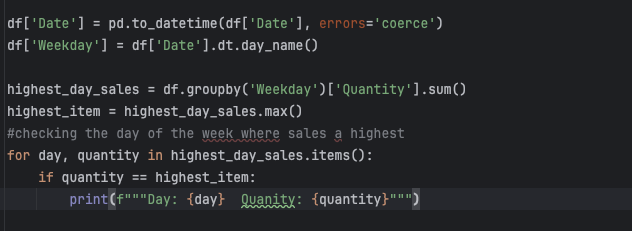 df['Date'] = pd.to_datetime(df['Date'], errors='coerce')
df['Weekday'] = df['Date'].dt.day_name()
highest_day_sales = df.groupby('Weekday')['Quantity'].sum()
highest_item = highest_day_sales.max()
#checking the day of the week where sales a highest
for day, quantity in highest_day_sales.items():
    if quantity == highest_item:
        print(f"""Day: {day}  Quanity: {quantity}""")